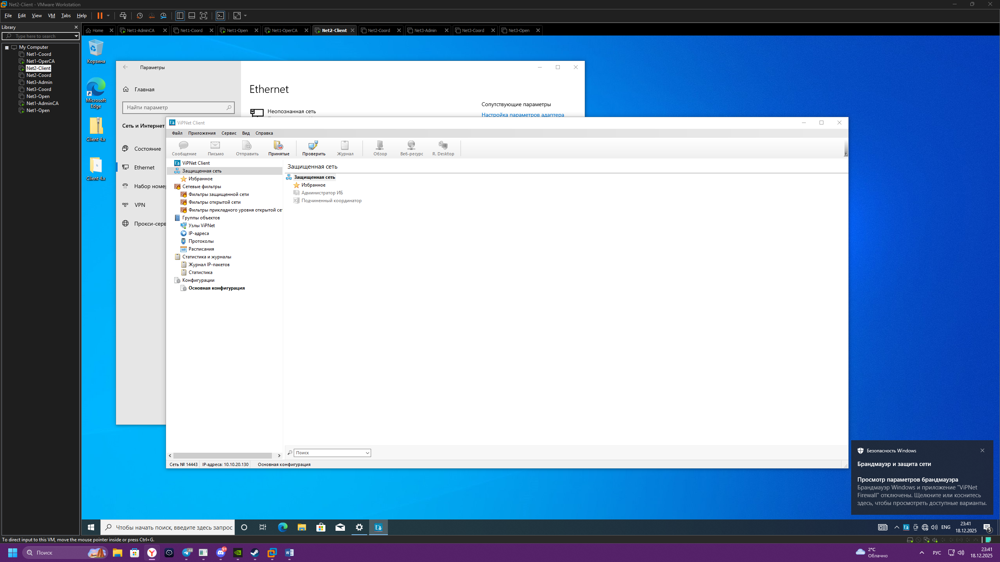 Net2-Client - VMware Workstation
File Edit View VM Tabs Help
Library
Type here to search
My Computer
Net1-Coord
Net1-OperCA
Net2-Client
Net2-Coord
Net3-Admin
Net3-Coord
Net3-Open
Net1-AdminCA
Net1-Open
Home Net1-AdminCA Net1-Coord Net1-Open Net1-OperCA Net2-Client Net2-Coord Net3-Admin Net3-Coord Net3-Open
Корзина
Microsoft
Edge
Client 4.x
Client 4.x
Параметры
Главная
Найти параметр
Сеть и Интернет
Состояние
Ethernet
Набор номер
VPN
Прокси-серв
Ethernet
Неопознанная сеть
Сопутствующие параметры
Настройка параметров адаптера
ViPNet Client
Файл Приложения Сервис Вид Справка
Сообщение Письмо Отправить Принятые Проверить Журнал Обзор Веб-ресурс R. Desktop
ViPNet Client
Защищенная сеть
Избранное
Сетевые фильтры
Фильтры защищенной сети
Фильтры открытой сети
Фильтры прикладного уровня открытой се
Группы объектов
Узлы ViPNet
IP-адреса
Протоколы
Расписания
Статистика и журналы
Журнал IP-пакетов
Статистика
Конфигурации
Основная конфигурация
Защищенная сеть
Защищенная сеть
Избранное
Администратор ИБ
Подчиненный координатор
Поиск
Сеть № 14443 IP-адреса: 10.10.20.130 Основная конфигурация
Безопасность Windows
Брандмауэр и защита сети
Просмотр параметров брандмауэра
Брандмауэр Windows и приложение "ViPNet
Firewall" отключены. Щелкните или коснитесь
здесь, чтобы просмотреть доступные варианты.
Чтобы начать поиск, введите здесь запрос
ENG
23:41
18.12.2025
5
To direct input to this VM, move the mouse pointer inside or press Ctrl+G.
Поиск
44
9+
2°C
Облачно
РУС
23:41
18.12.2025